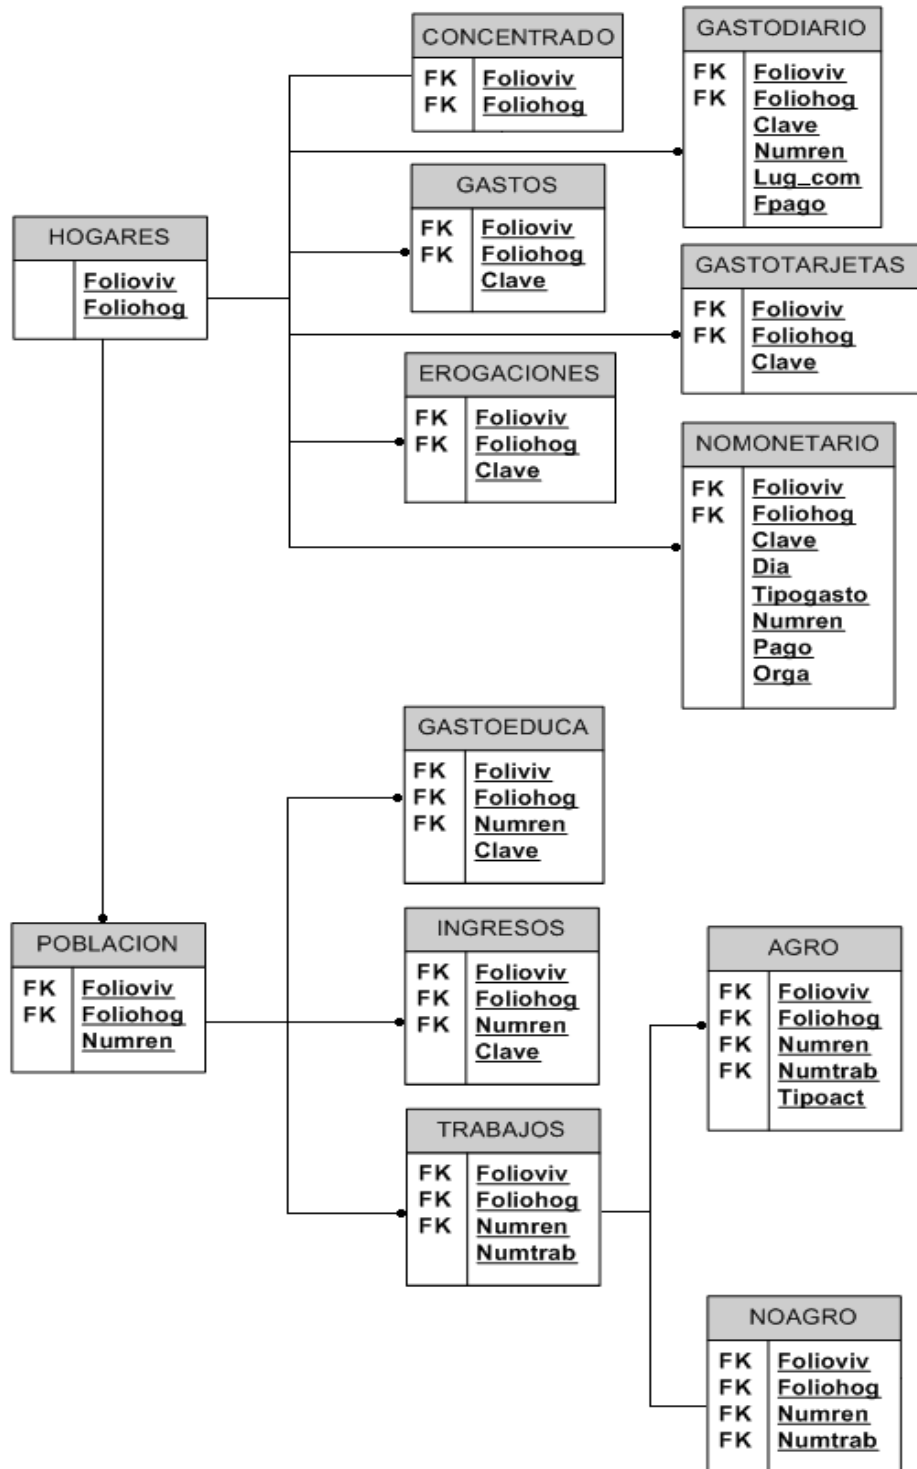 CONCENTRADO
FK Folioviv
FK Foliohog
GASTODIARIO
FK Folioviv
FK Foliohog
Clave
Numren
Lug_com
Fpago
GASTOS
FK Folioviv
FK Foliohog
Clave
HOGARES
Folioviv
Foliohog
GASTOTARJETAS
FK Folioviv
FK Foliohog
Clave
EROGACIONES
FK Folioviv
FK Foliohog
Clave
NOMONETARIO
FK Folioviv
FK Foliohog
Clave
Dia
Tipogasto
Numren
Pago
Orga
GASTOEDUCA
FK Foliviv
FK Foliohog
FK Numren
Clave
POBLACION
FK Folioviv
FK Foliohog
Numren
INGRESOS
FK Folioviv
FK Foliohog
FK Numren
Clave
AGRO
FK Folioviv
FK Foliohog
FK Numren
FK Numtrab
Tipoact
TRABAJOS
FK Folioviv
FK Foliohog
FK Numren
Numtrab
NOAGRO
FK Folioviv
FK Foliohog
FK Numren
FK Numtrab